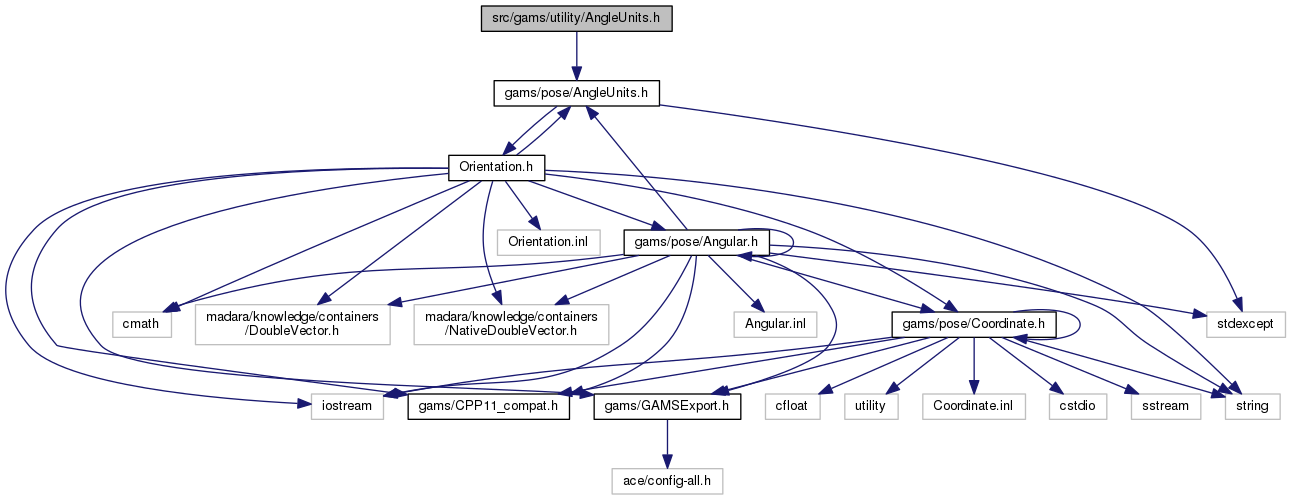 src/gams/utility/AngleUnits.h
gams/pose/AngleUnits.h
Orientation.h
Orientation.inl
gams/pose/Angular.h
cmath
madara/knowledge/containers
/DoubleVector.h
madara/knowledge/containers
/NativeDoubleVector.h
Angular.inl
gams/pose/Coordinate.h
stdexcept
iostream
gams/CPP11_compat.h
gams/GAMSExport.h
cfloat
utility
Coordinate.inl
cstdio
sstream
string
ace/config-all.h